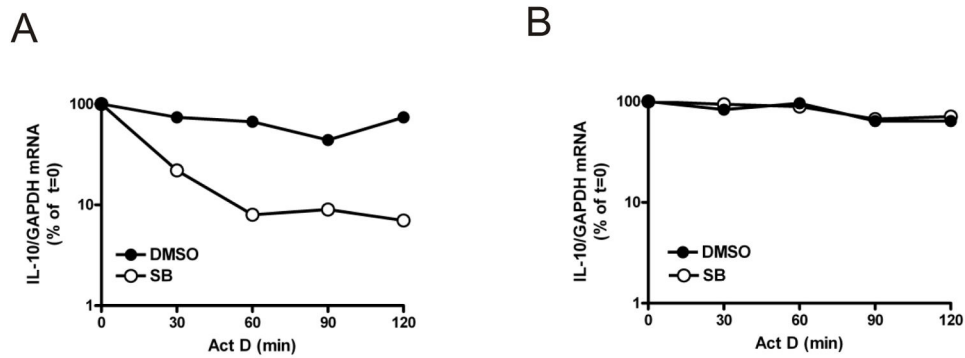 A
IL-10/GAPDH mRNA
(% of t=0)
100
10
1
DMSO
SB
0 30 60 90 120
Act D (min)
B
IL-10/GAPDH mRNA
(% of t=0)
100
10
1
DMSO
SB
0 30 60 90 120
Act D (min)